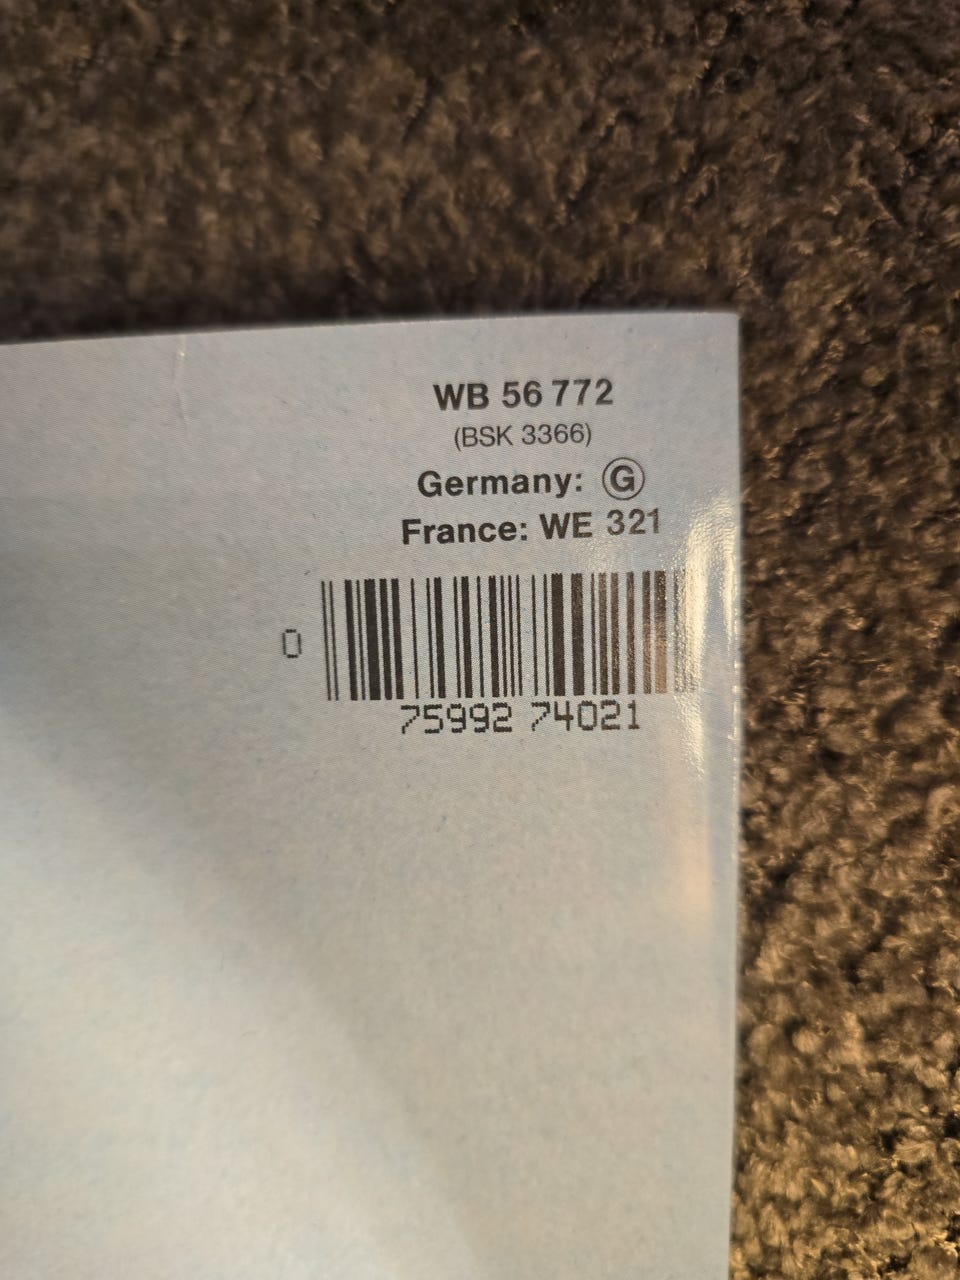 WB 56 772
(BSK 3366)
Germany: Ⓖ
France: WE 321
0
75992 74021